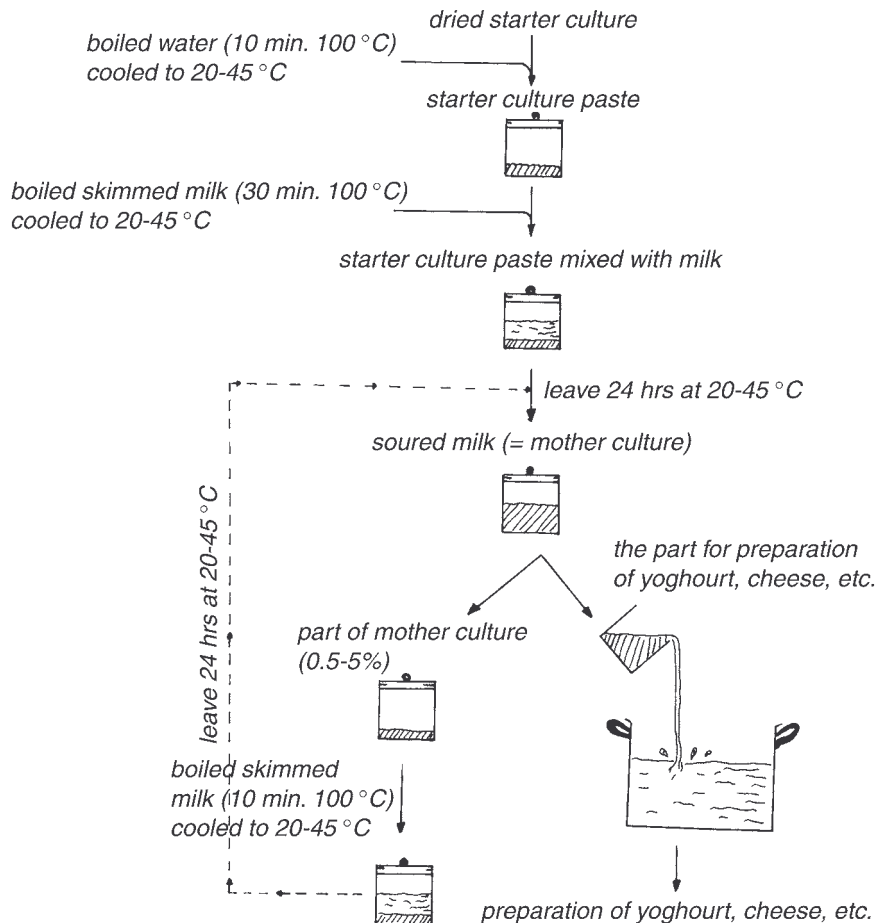 dried starter culture
boiled water (10 min. 100 °C)
cooled to 20-45 °C
starter culture paste
boiled skimmed milk (30 min. 100 °C)
cooled to 20-45 °C
starter culture paste mixed with milk
leave 24 hrs at 20-45 °C
soured milk (= mother culture)
leave 24 hrs at 20-45 °C
the part for preparation
of yoghourt, cheese, etc.
part of mother culture
(0.5-5%)
boiled skimmed
milk (10 min. 100 °C)
cooled to 20-45 °C
preparation of yoghourt, cheese, etc.